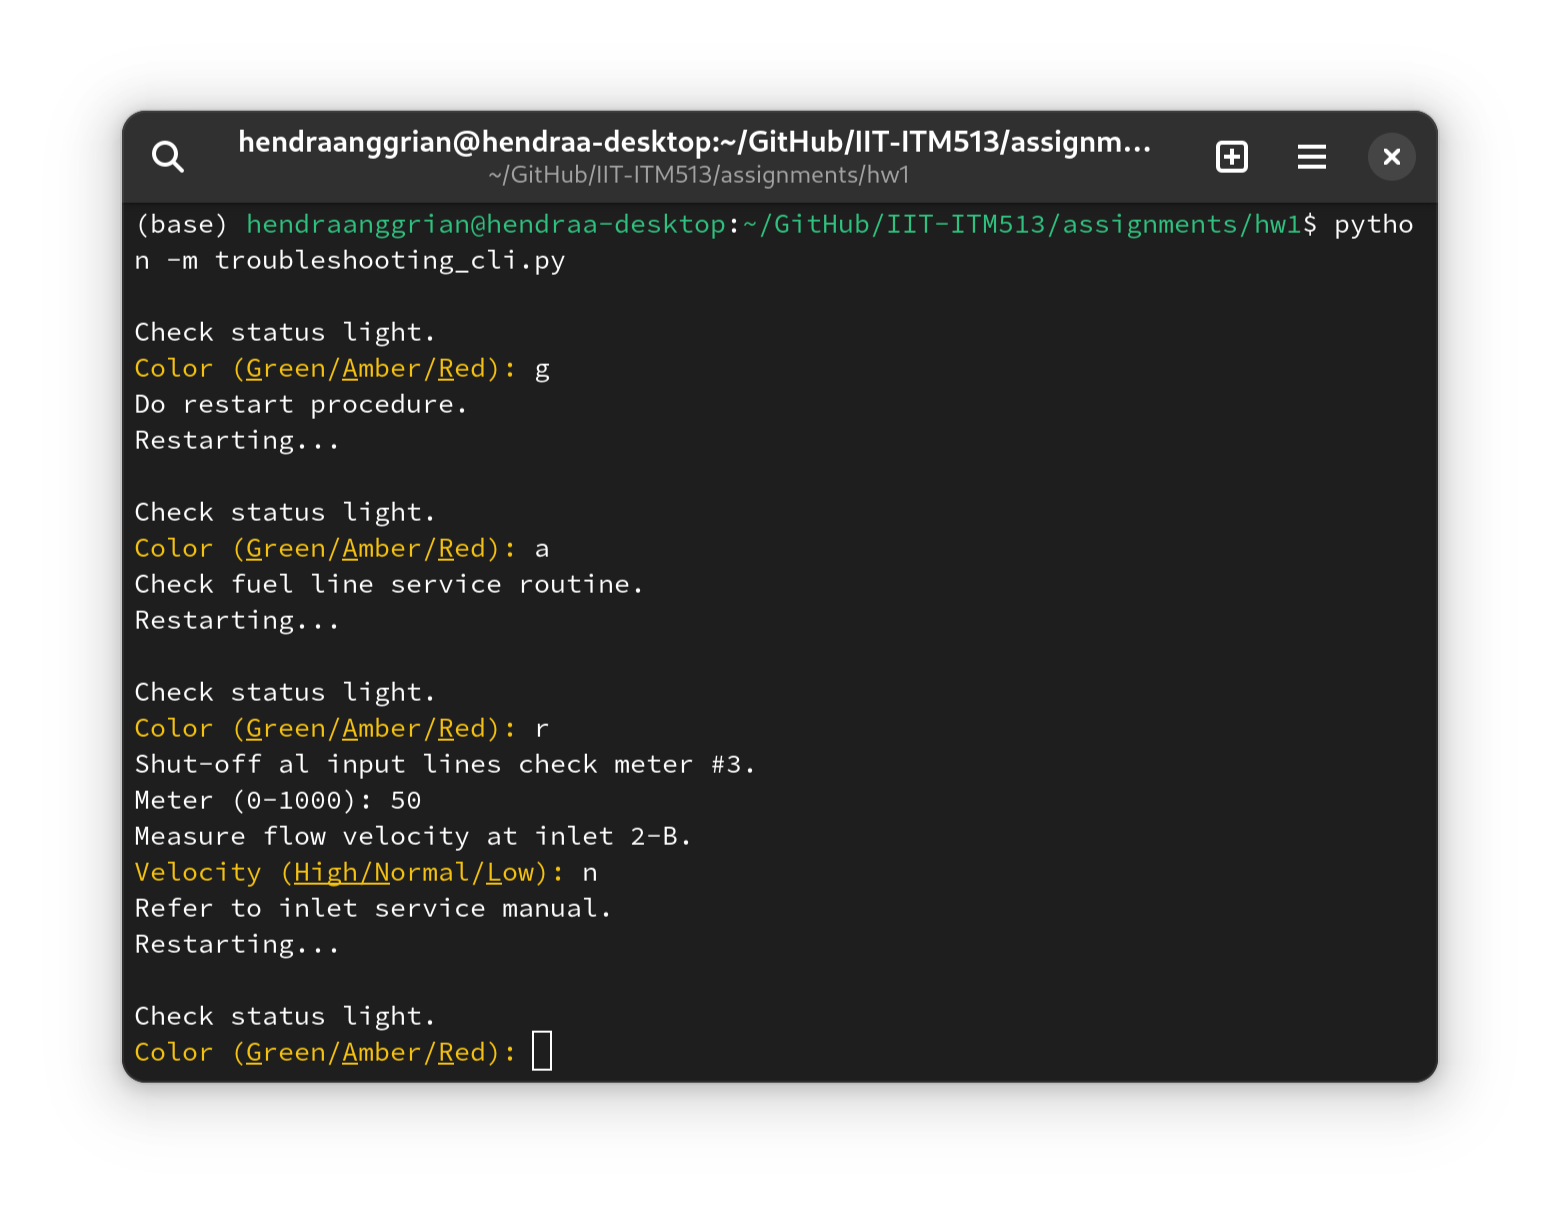 hendraanggrian@hendraa-desktop:~/GitHub/IIT-ITM513/assignm...
~/GitHub/IIT-ITM513/assignments/hw1
(base) hendraanggrian@hendraa-desktop:~/GitHub/IIT-ITM513/assignments/hw1$ pytho
n -m troubleshooting_cli.py
Check status light.
Color (Green/Amber/Red): g
Do restart procedure.
Restarting...
Check status light.
Color (Green/Amber/Red): a
Check fuel line service routine.
Restarting...
Check status light.
Color (Green/Amber/Red): r
Shut-off al input lines check meter #3.
Meter (0-1000): 50
Measure flow velocity at inlet 2-B.
Velocity (High/Normal/Low): n
Refer to inlet service manual.
Restarting...
Check status light.
Color (Green/Amber/Red):